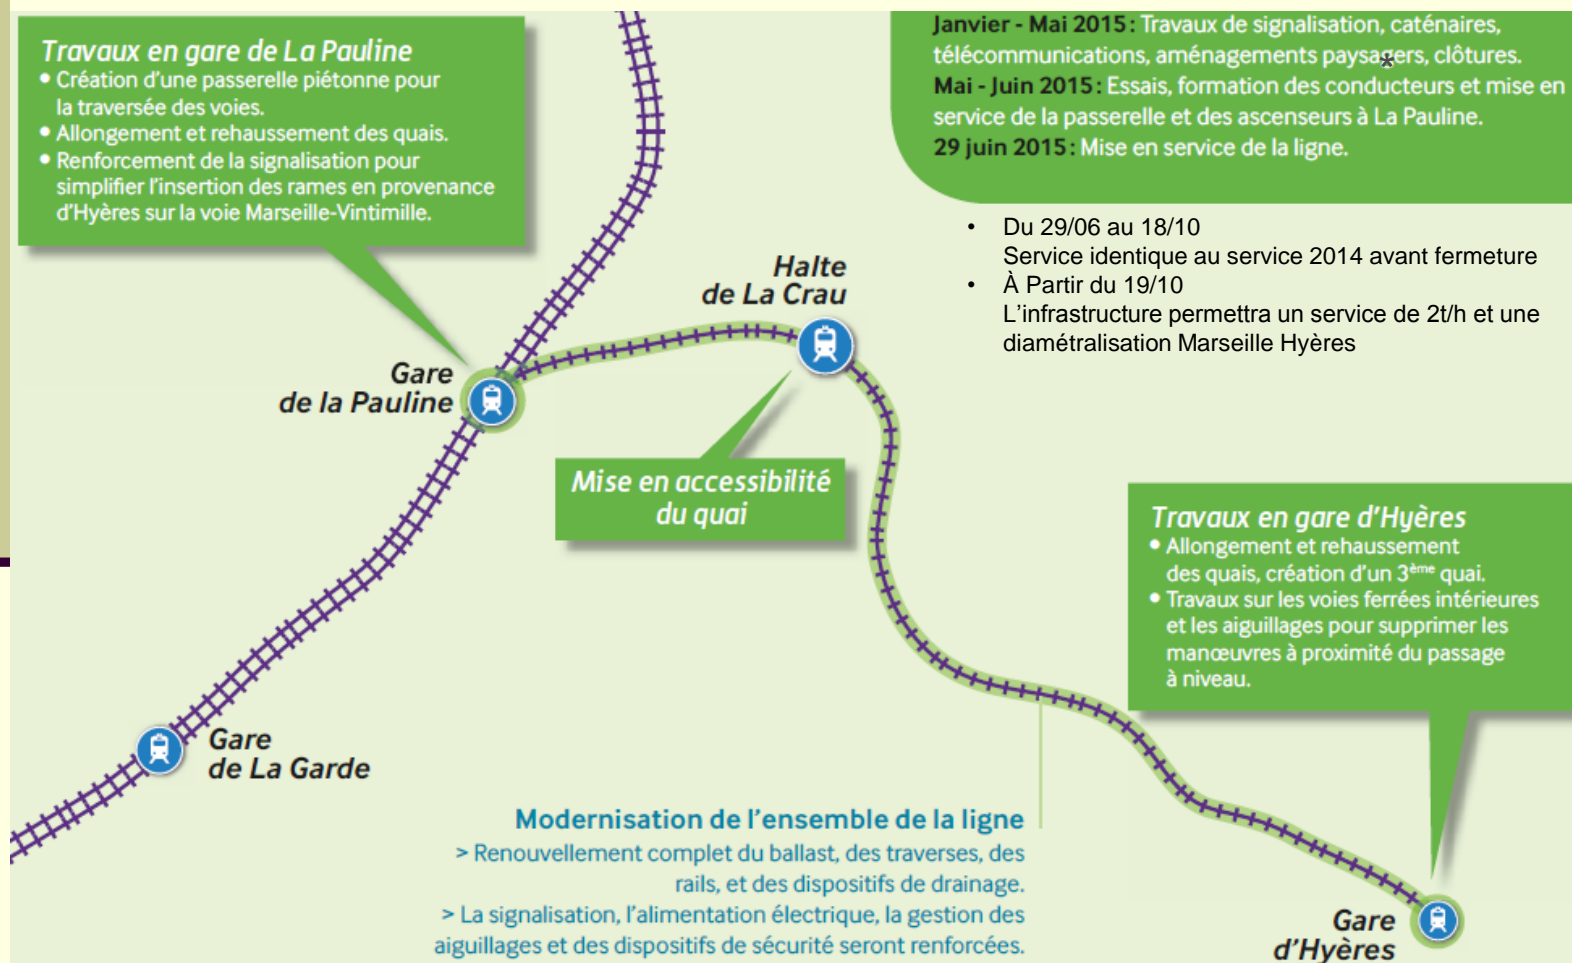 Travaux en gare de La Pauline
• Création d'une passerelle piétonne pour
la traversée des voies.
• Allongement et rehaussement des quais.
• Renforcement de la signalisation pour
simplifier l'insertion des rames en provenance
d'Hyères sur la voie Marseille-Vintimille.
Janvier - Mai 2015 : Travaux de signalisation, caténaires,
télécommunications, aménagements paysagers, clôtures.
*
Mai - Juin 2015 : Essais, formation des conducteurs et mise en
service de la passerelle et des ascenseurs à La Pauline.
29 juin 2015 : Mise en service de la ligne.
• Du 29/06 au 18/10
Service identique au service 2014 avant fermeture
• À Partir du 19/10
L'infrastructure permettra un service de 2t/h et une
diamétralisation Marseille Hyères
Halte
de La Crau
Gare
de la Pauline
Mise en accessibilité
du quai
Travaux en gare d'Hyères
• Allongement et rehaussement
des quais, création d'un 3ème quai.
• Travaux sur les voies ferrées intérieures
et les aiguillages pour supprimer les
manœuvres à proximité du passage
à niveau.
Gare
de La Garde
Modernisation de l'ensemble de la ligne
> Renouvellement complet du ballast, des traverses, des
rails, et des dispositifs de drainage.
> La signalisation, l'alimentation électrique, la gestion des
aiguillages et des dispositifs de sécurité seront renforcées.
Gare
d'Hyères